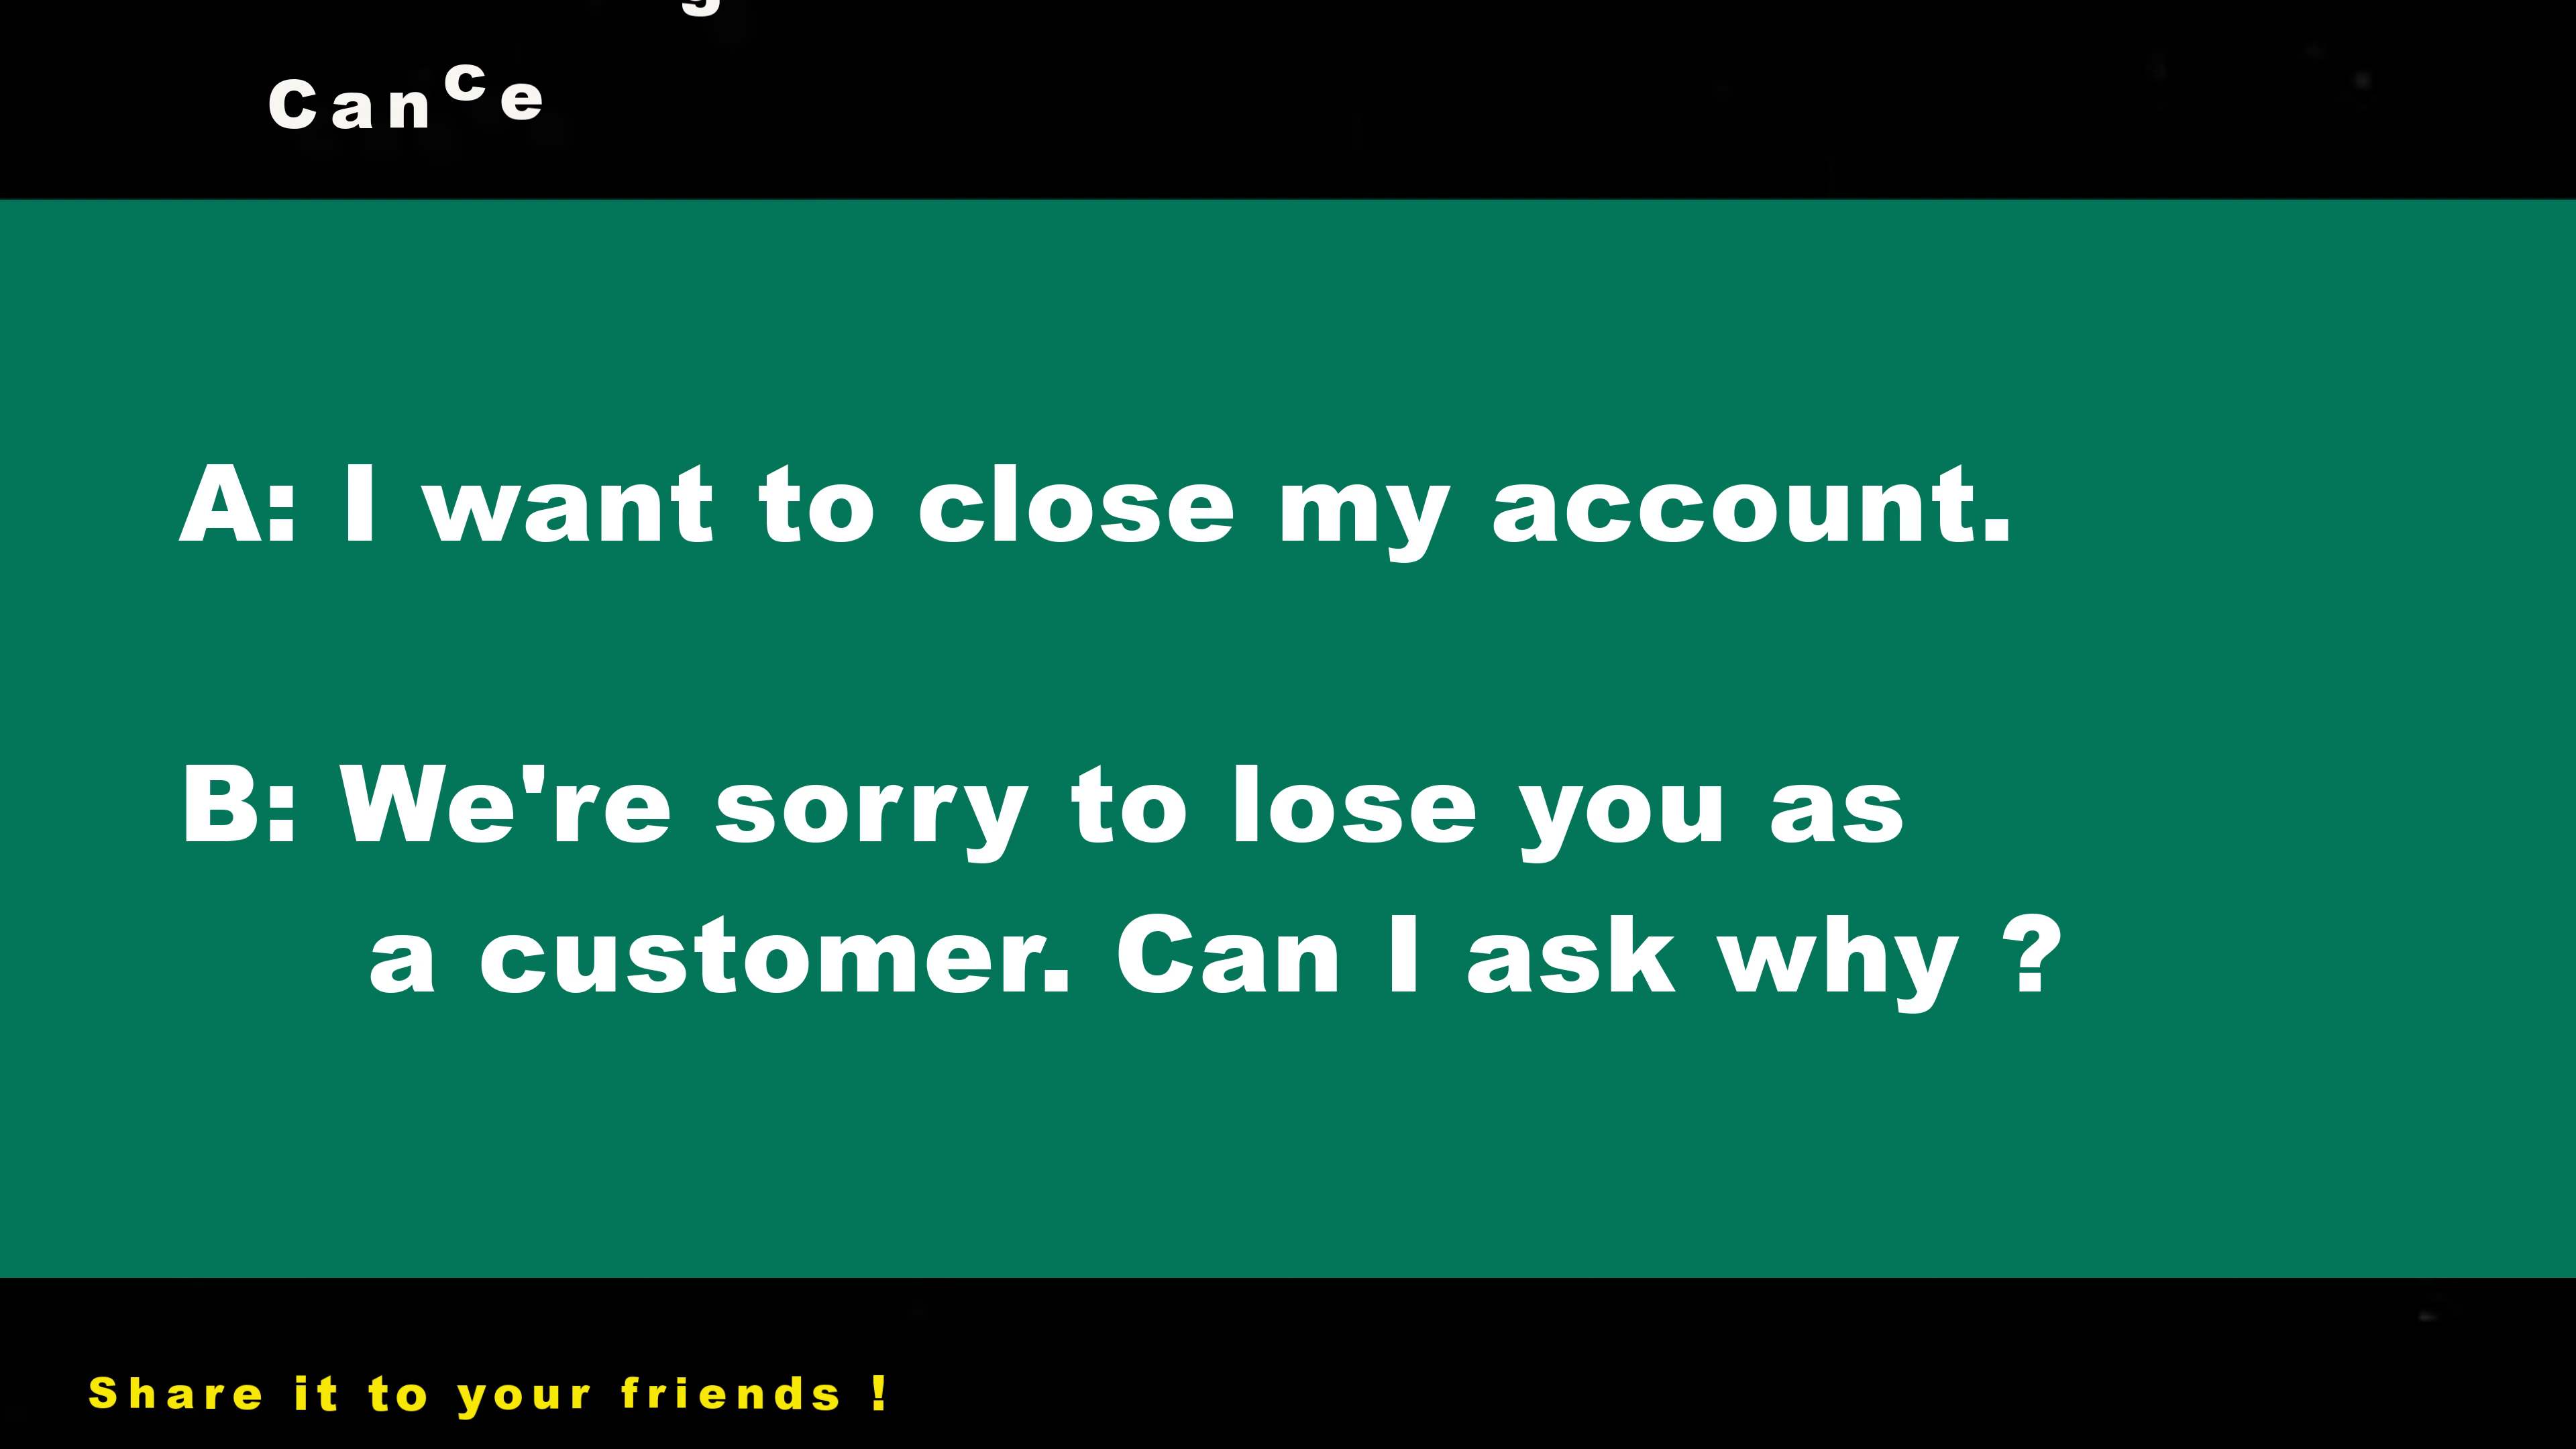 Cance
A: I want to close my account.
B: We're sorry to lose you as
a customer. Can I ask why ?
Share it to your friends !